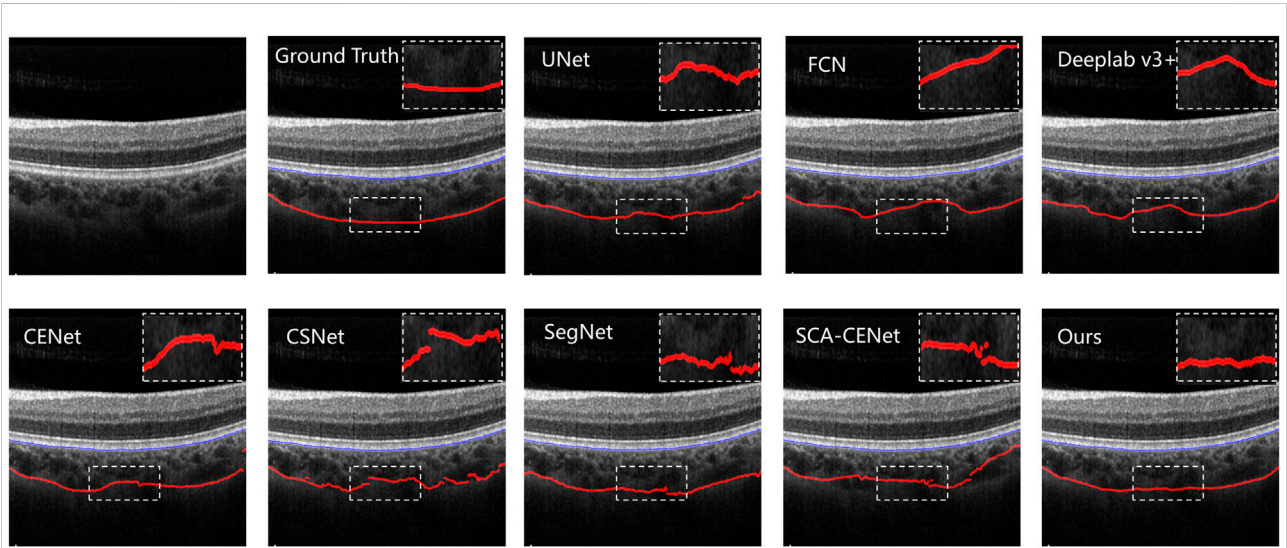 Ground Truth
UNet
FCN
Deeplab v3+
CENet
CSNet
SegNet
SCA-CENet
Ours